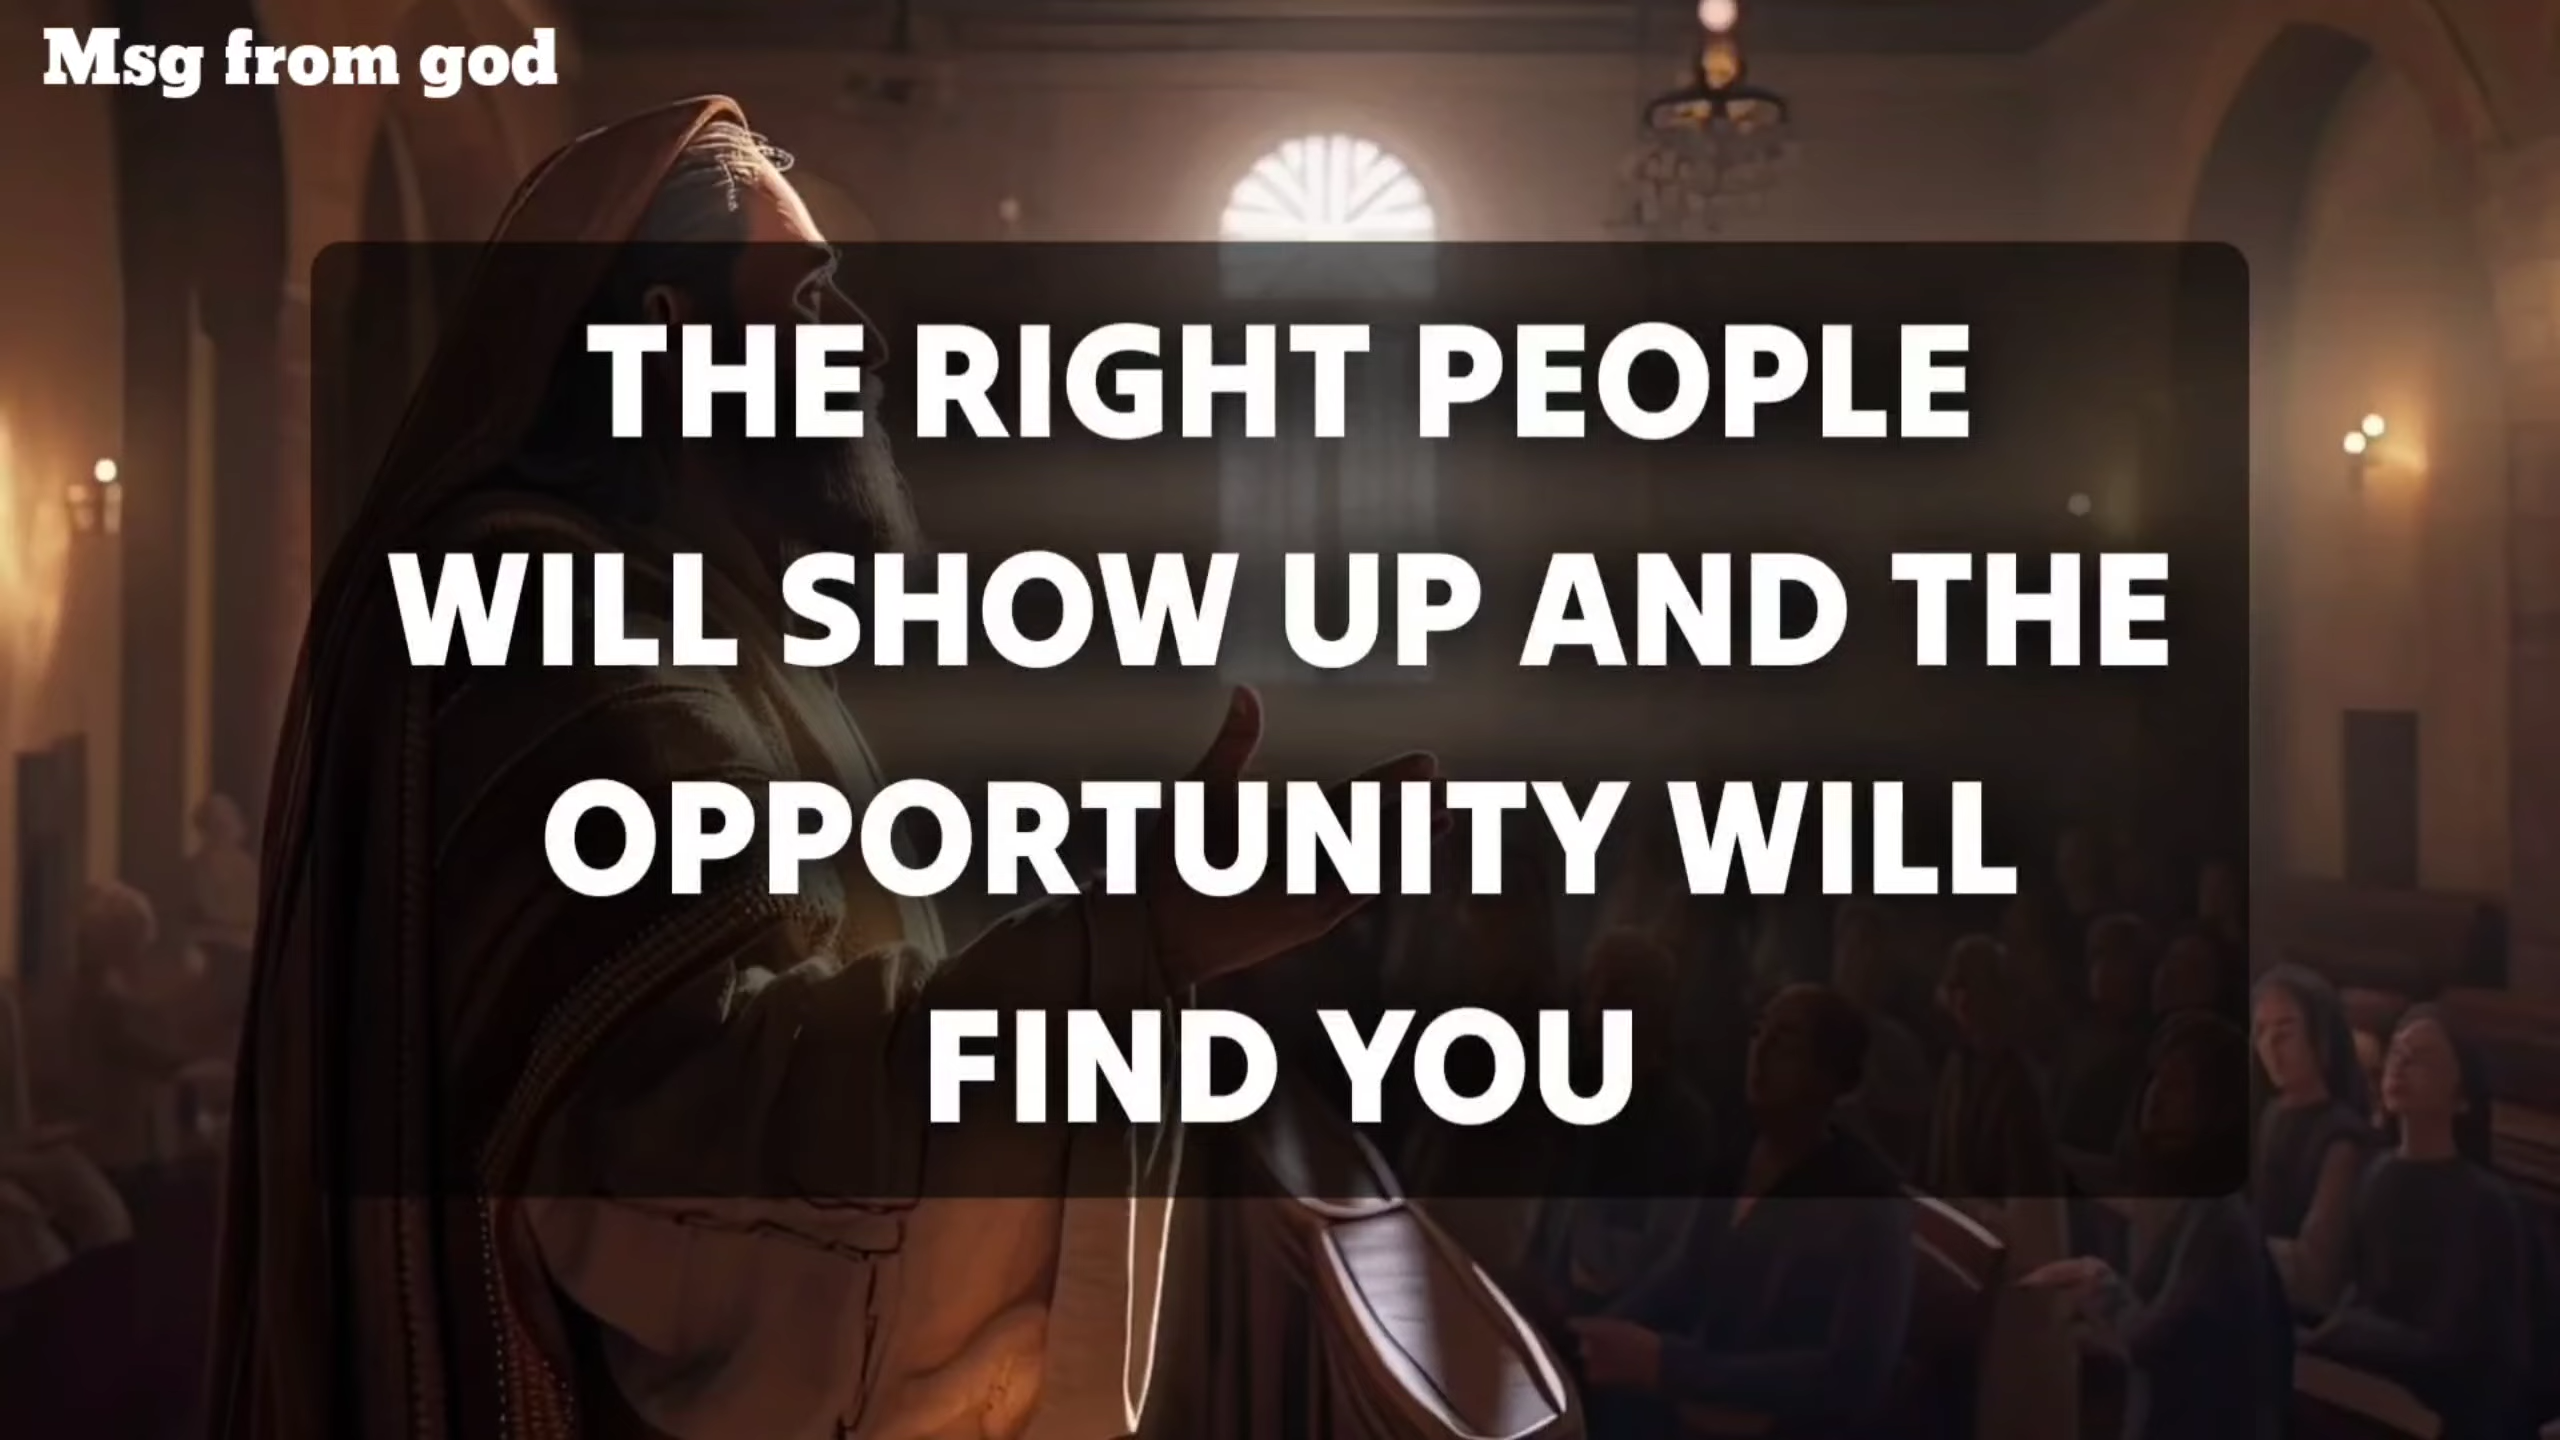 Msg from god
THE RIGHT PEOPLE
WILL SHOW UP AND THE
OPPORTUNITY WILL
FIND YOU